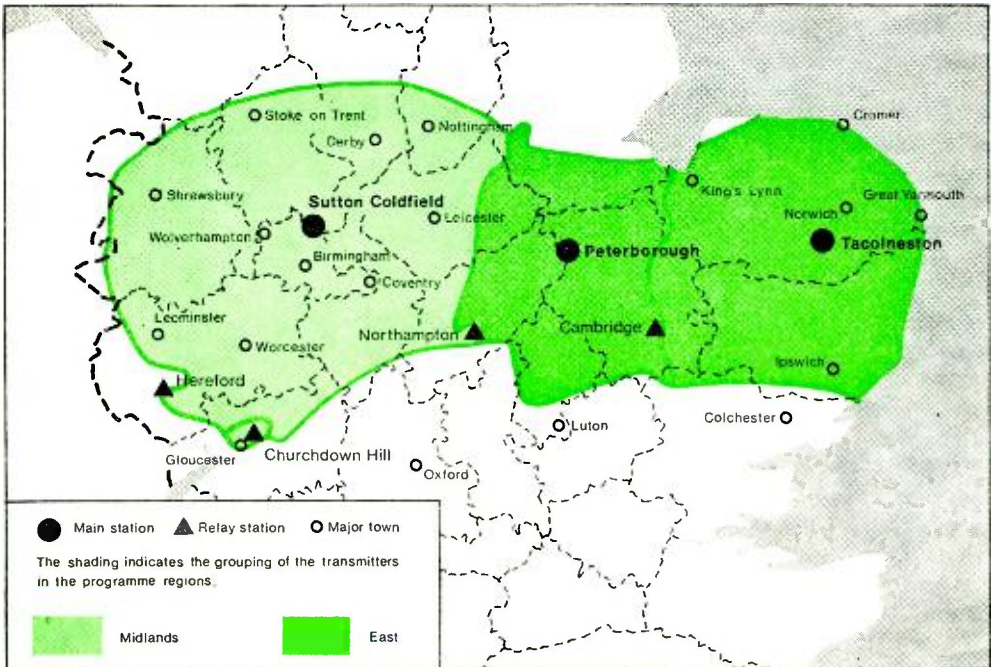 Stoke on Trent
Nottingham
Derby
Cromer
Shrewsbury
King's Lynn
Great Yarmouth
Sutton Coldfield
Leicester
Norwich
Wolverhampton
Peterborough
Tacolneston
Birmingham
Coventry
Leominster
Northampton
Cambridge
Worcester
Ipswich
Hereford
Colchester
Luton
Gloucester
Churchdown Hill
Oxford
Main station
Relay station
Major town
The shading indicates the grouping of the transmitters
in the programme regions.
Midlands
East